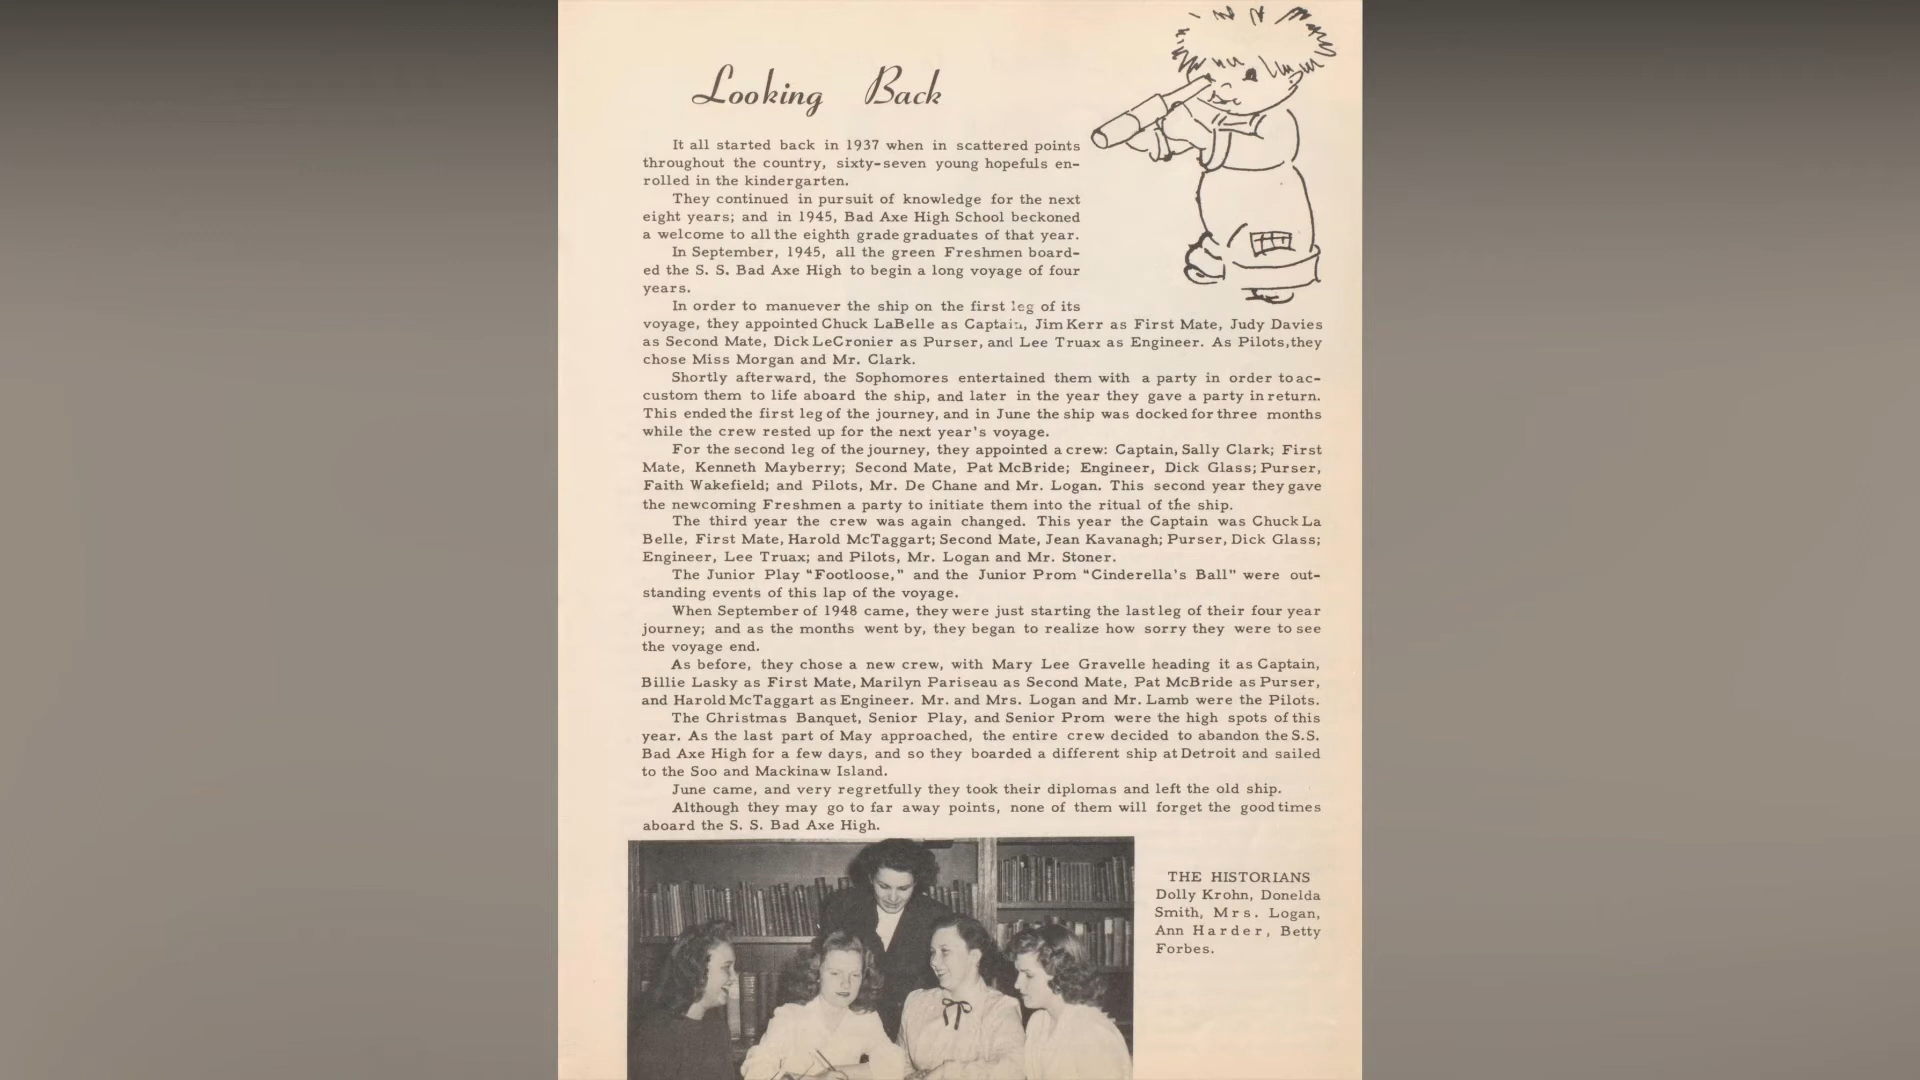 Looking Back
It all started back in 1937 when in scattered points
throughout the country, sixty-seven young hopefuls en-
rolled in the kindergarten.
They continued in pursuit of knowledge for the next
eight years; and in 1945, Bad Axe High School beckoned
a welcome to all the eighth grade graduates of that year.
In September, 1945, all the green Freshmen board-
ed the S. S. Bad Axe High to begin a long voyage of four
years.
In order to manuever the ship on the first leg of its
voyage, they appointed Chuck LaBelle as Captain, Jim Kerr as First Mate, Judy Davies
as Second Mate, Dick LeCronier as Purser, and Lee Truax as Engineer. As Pilots, they
chose Miss Morgan and Mr. Clark.
Shortly afterward, the Sophomores entertained them with a party in order to ac-
custom them to life aboard the ship, and later in the year they gave a party in return.
This ended the first leg of the journey, and in June the ship was docked for three months
while the crew rested up for the next year's voyage.
For the second leg of the journey, they appointed a crew: Captain, Sally Clark; First
Mate, Kenneth Mayberry; Second Mate, Pat McBride; Engineer, Dick Glass; Purser,
Faith Wakefield; and Pilots, Mr. De Chane and Mr. Logan. This second year they gave
the newcoming Freshmen a party to initiate them into the ritual of the ship.
The third year the crew was again changed. This year the Captain was Chuck La
Belle, First Mate, Harold McTaggart; Second Mate, Jean Kavanagh; Purser, Dick Glass;
Engineer, Lee Truax; and Pilots, Mr. Logan and Mr. Stoner.
The Junior Play "Footloose," and the Junior Prom "Cinderella's Ball" were out-
standing events of this lap of the voyage.
When September of 1948 came, they were just starting the last leg of their four year
journey; and as the months went by, they began to realize how sorry they were to see
the voyage end.
As before, they chose a new crew, with Mary Lee Gravelle heading it as Captain,
Billie Lasky as First Mate, Marilyn Pariseau as Second Mate, Pat McBride as Purser,
and Harold McTaggart as Engineer. Mr. and Mrs. Logan and Mr. Lamb were the Pilots.
The Christmas Banquet, Senior Play, and Senior Prom were the high spots of this
year. As the last part of May approached, the entire crew decided to abandon the S.S.
Bad Axe High for a few days, and so they boarded a different ship at Detroit and sailed
to the Soo and Mackinaw Island.
June came, and very regretfully they took their diplomas and left the old ship.
Although they may go to far away points, none of them will forget the good times
aboard the S. S. Bad Axe High.
THE HISTORIANS
Dolly Krohn, Donelda
Smith, Mrs. Logan,
Ann Harder, Betty
Forbes.